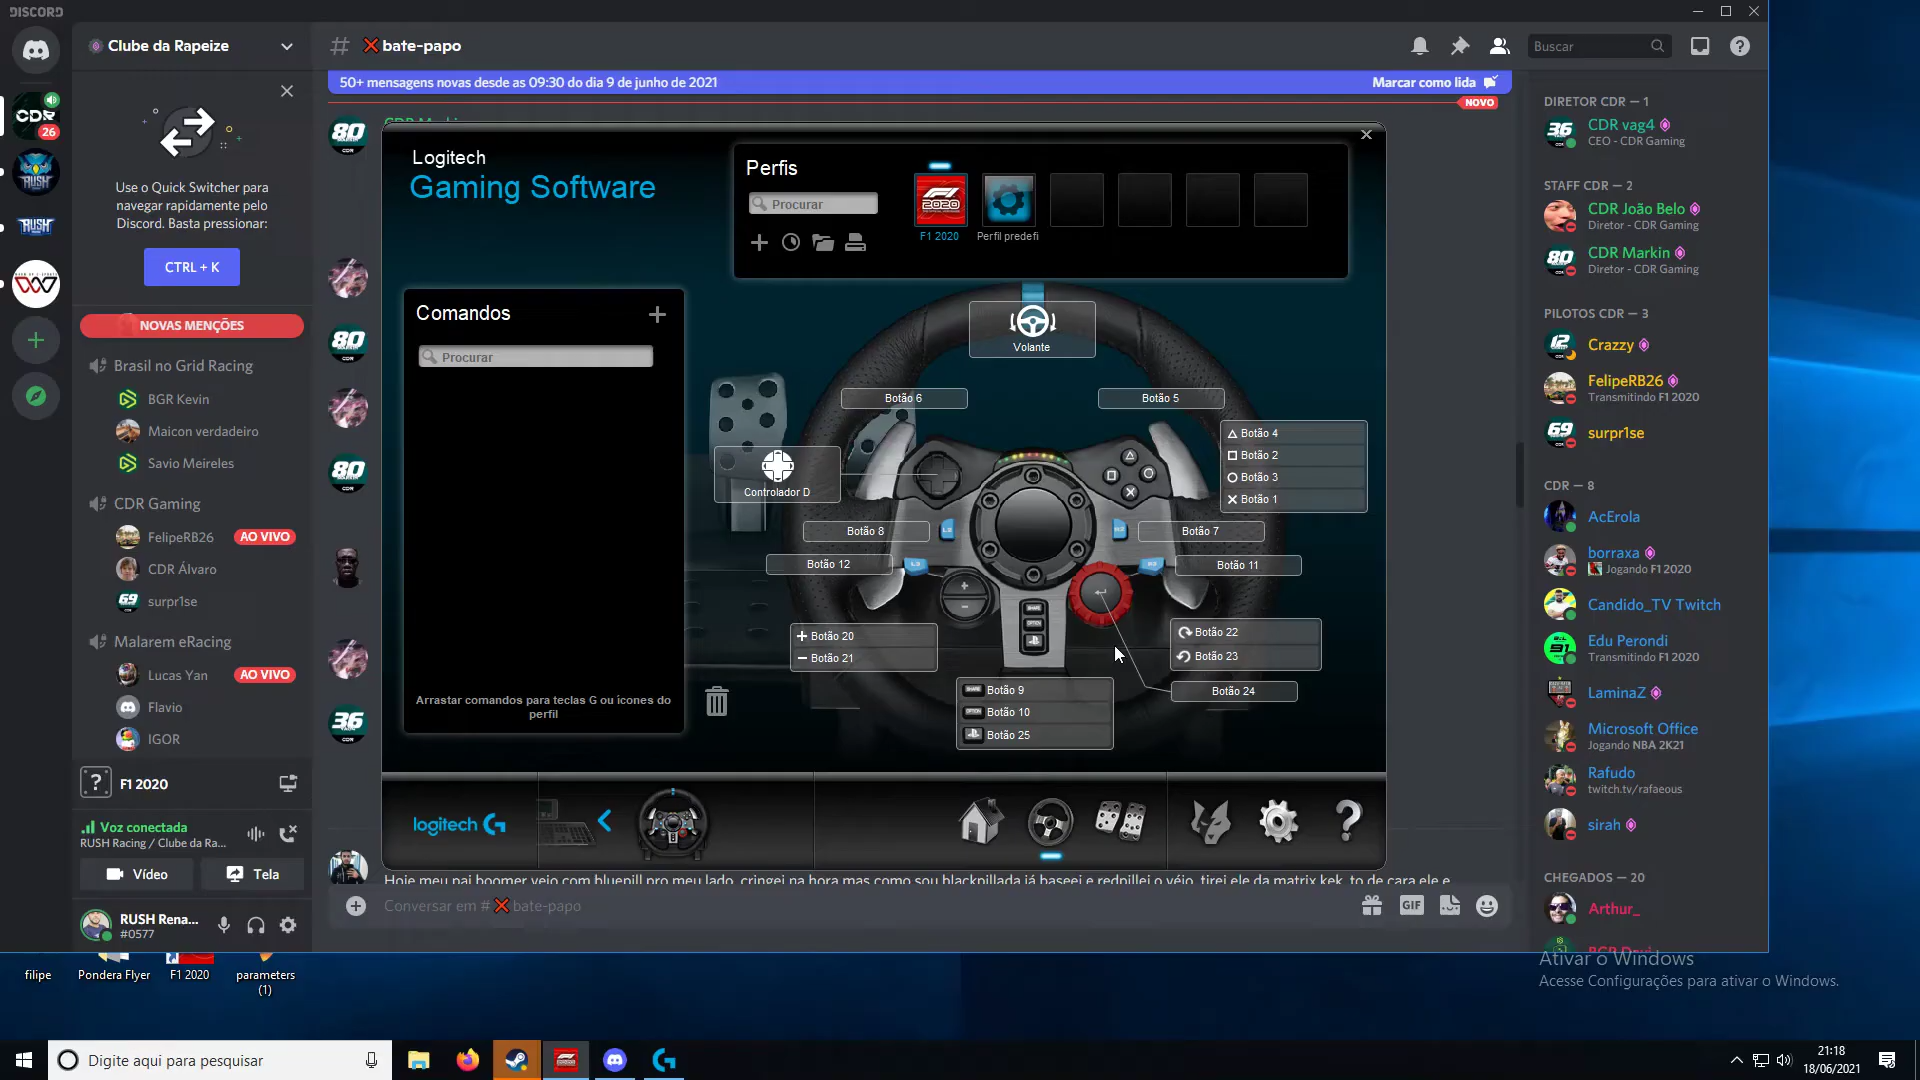 DISCORD
Clube da Rapeize
❌ bate-papo
Buscar
50+ mensagens novas desde as 09:30 do dia 9 de junho de 2021
Marcar como lida
NOVO
CDR
26
RUSH
RUSH
Use o Quick Switcher para
navegar rapidamente pelo
Discord. Basta pressionar:
CTRL + K
NOVAS MENÇÕES
Brasil no Grid Racing
BGR Kevin
Maicon verdadeiro
Savio Meireles
CDR Gaming
FelipeRB26
AO VIVO
CDR Álvaro
surpr1se
Malarem eRacing
Lucas Yan
AO VIVO
Flavio
IGOR
F1 2020
Voz conectada
RUSH Racing / Clube da Ra...
Vídeo
Tela
RUSH Rena...
#0577
80
CDR Markin
80
80
36
Logitech
Gaming Software
Perfis
Procurar
F1 2020
Perfil predefi
Comandos
Procurar
Arrastar comandos para teclas G ou ícones do
perfil
Volante
Botão 6
Botão 5
Botão 4
Botão 2
Botão 3
Botão 1
Controlador D
Botão 8
Botão 7
Botão 12
Botão 11
Botão 20
Botão 21
Botão 22
Botão 23
Botão 24
Botão 9
Botão 10
Botão 25
logitech G
Hoje meu pai boomer veio com bluepill pro meu lado, cringei na hora mas como sou blackpillada já baseei e redpillei o véio, tirei ele da matrix kek, to de cara ele e
Conversar em # ❌ bate-papo
GIF
DIRETOR CDR — 1
CDR vag4
CEO - CDR Gaming
STAFF CDR — 2
CDR João Belo
Diretor - CDR Gaming
CDR Markin
Diretor - CDR Gaming
PILOTOS CDR — 3
Crazzy
FelipeRB26
Transmitindo F1 2020
surpr1se
CDR — 8
AcErola
borraxa
Jogando F1 2020
Candido_TV Twitch
Edu Perondi
Transmitindo F1 2020
LaminaZ
Microsoft Office
Jogando NBA 2K21
Rafudo
twitch.tv/rafaeous
sirah
CHEGADOS — 20
Arthur_
Ativar o Windows
Acesse Configurações para ativar o Windows.
filipe
Pondera Flyer
F1 2020
parameters
(1)
Digite aqui para pesquisar
21:18
18/06/2021